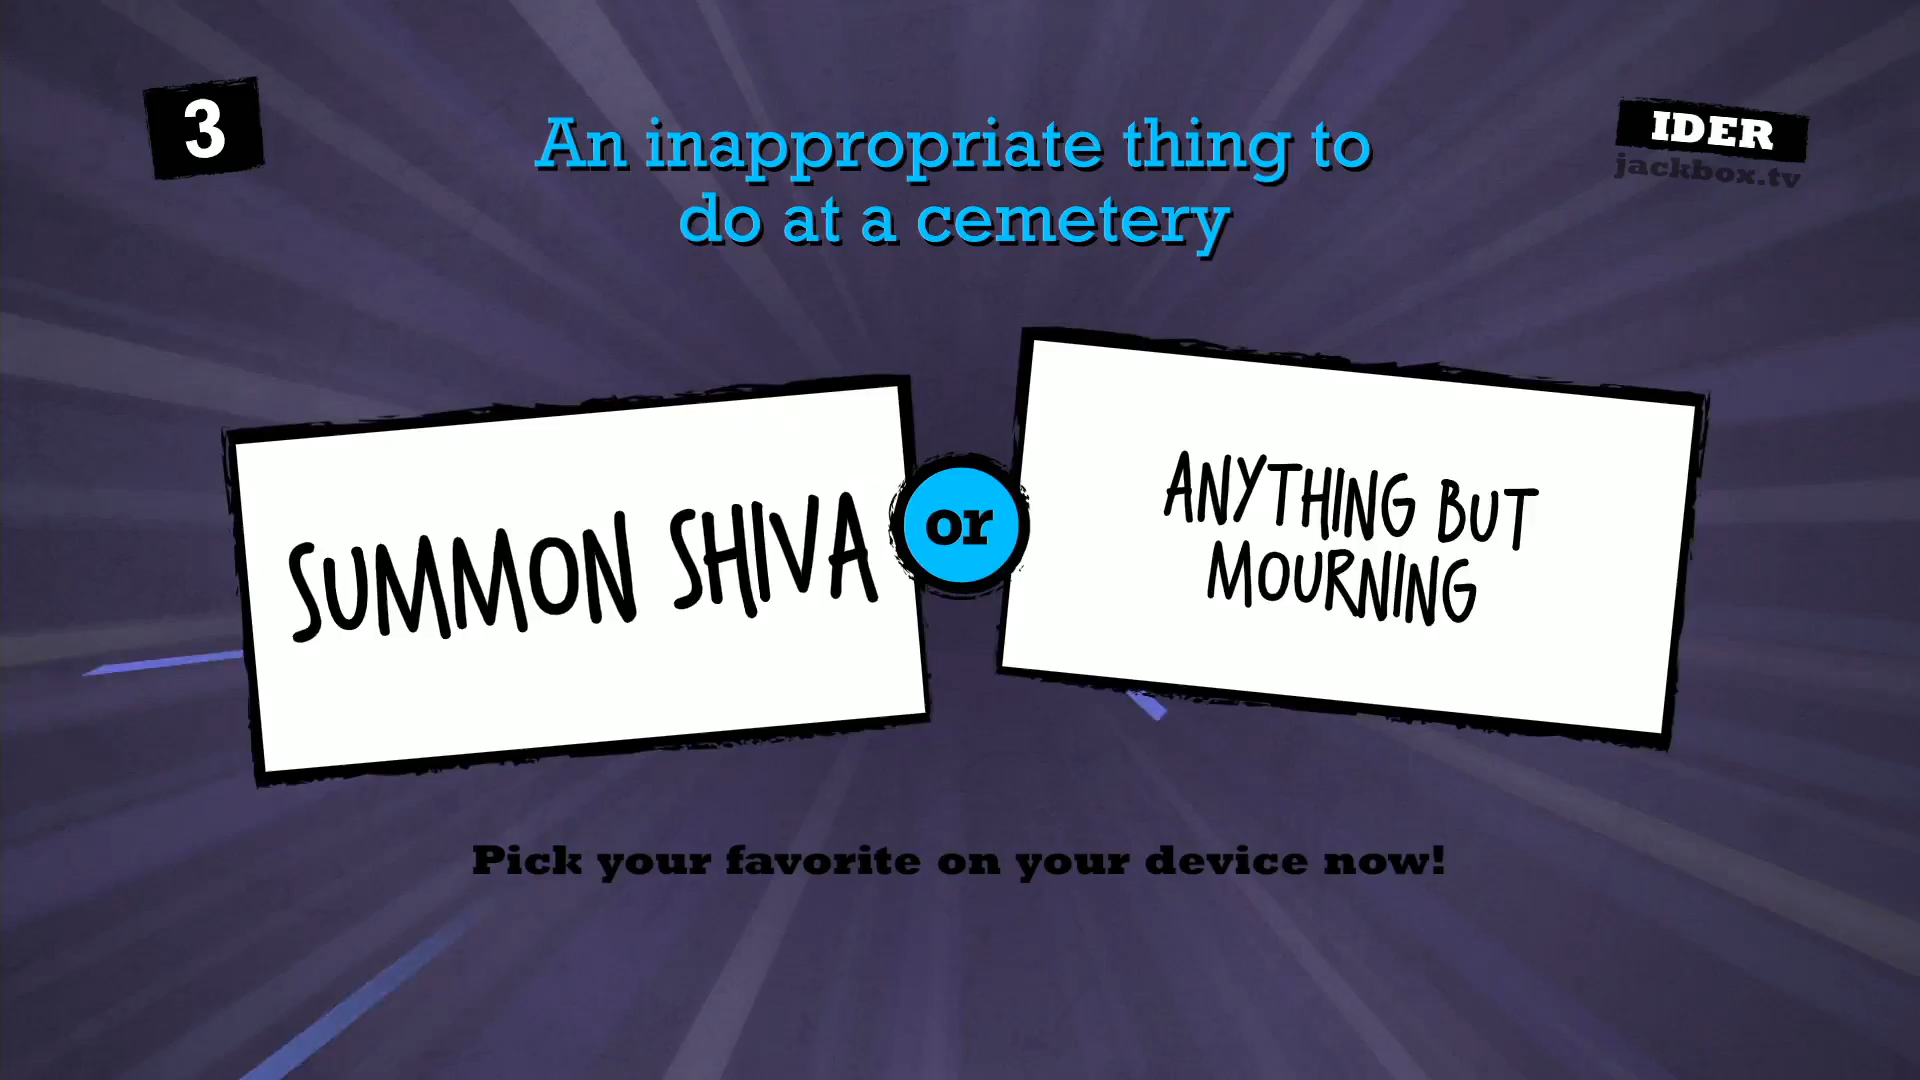 3
An inappropriate thing to
do at a cemetery
IDER
jackbox.tv
SUMMON SHIVA
or
ANYTHING BUT
MOURNING
Pick your favorite on your device now!